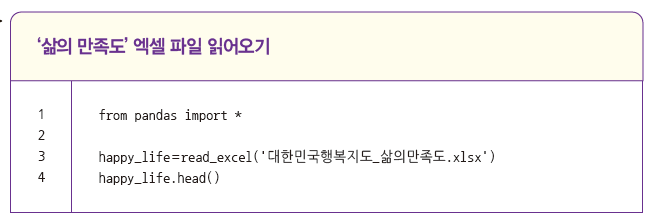 ‘삶의 만족도’ 엑셀 파일 읽어오기
1 from pandas import *
2
3 happy_life=read_excel('대한민국행복지도_삶의만족도.xlsx')
4 happy_life.head()